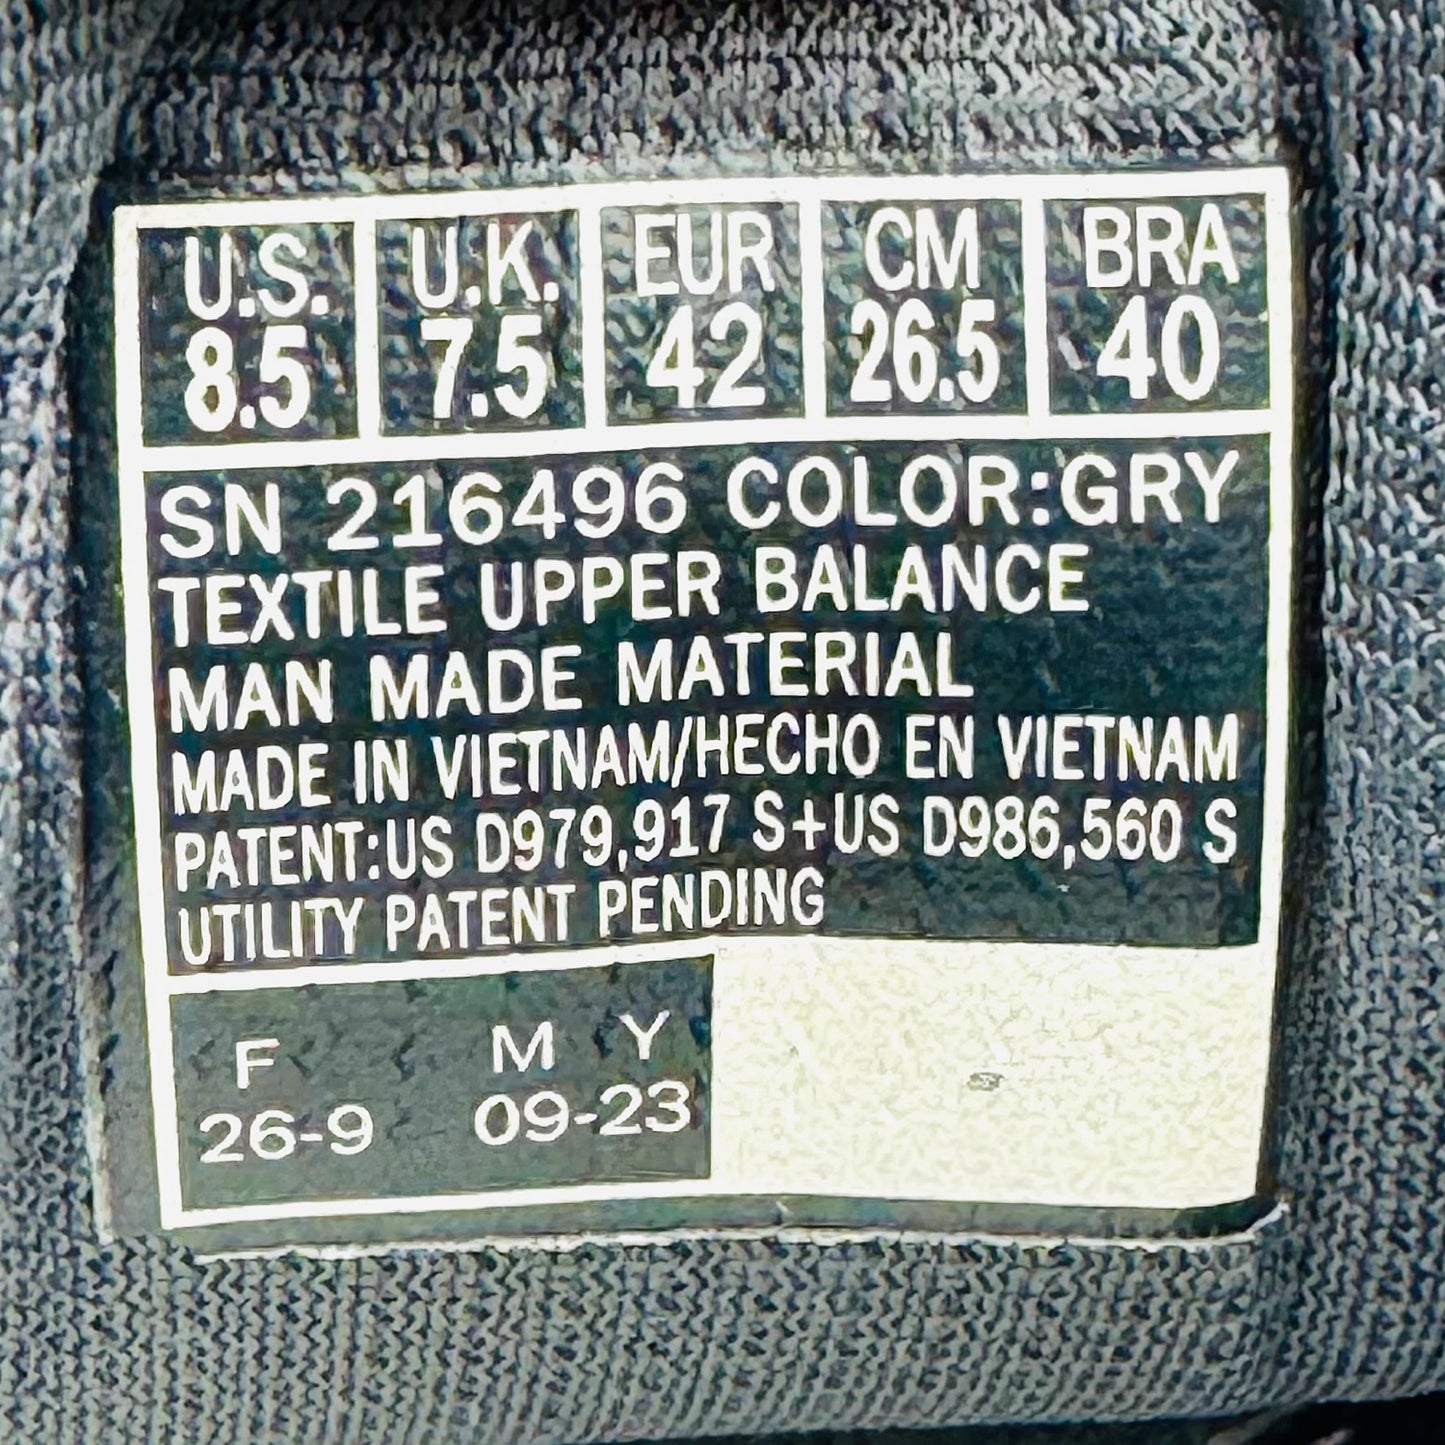 U.S. U.K. EUR CM BRA
8.5 7.5 42 26.5 40
SN 216496 COLOR:GRY
TEXTILE UPPER BALANCE
MAN MADE MATERIAL
MADE IN VIETNAM/HECHO EN VIETNAM
PATENT:US D979,917 S+US D986,560 S
UTILITY PATENT PENDING
F M Y
26-9 09-23